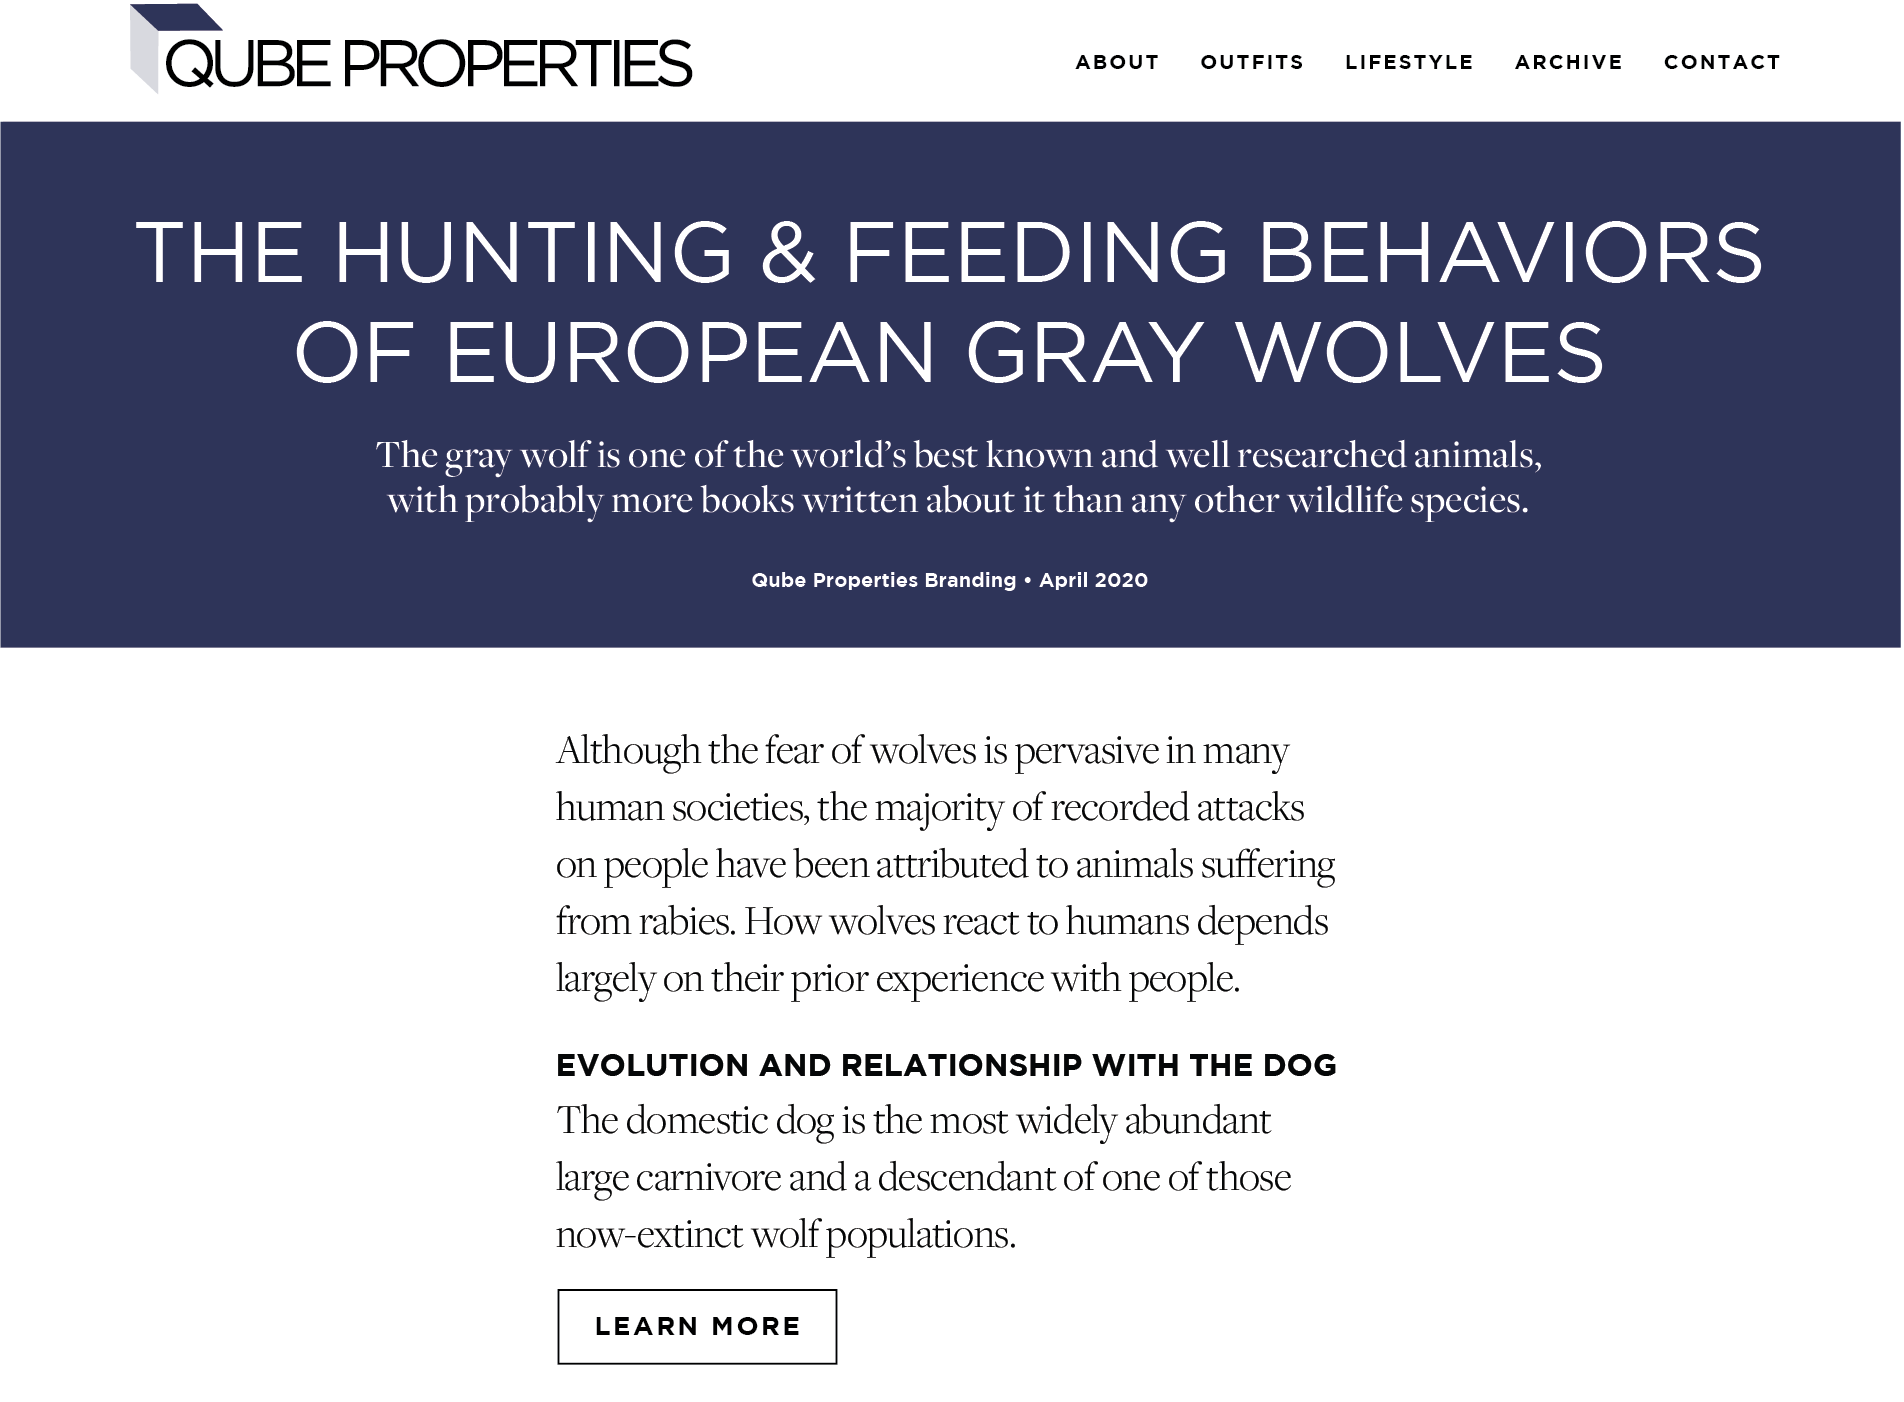 QUBE PROPERTIES
ABOUT OUTFITS LIFESTYLE ARCHIVE CONTACT
THE HUNTING & FEEDING BEHAVIORS
OF EUROPEAN GRAY WOLVES
The gray wolf is one of the world’s best known and well researched animals,
with probably more books written about it than any other wildlife species.
Qube Properties Branding • April 2020
Although the fear of wolves is pervasive in many
human societies, the majority of recorded attacks
on people have been attributed to animals suffering
from rabies. How wolves react to humans depends
largely on their prior experience with people.
EVOLUTION AND RELATIONSHIP WITH THE DOG
The domestic dog is the most widely abundant
large carnivore and a descendant of one of those
now-extinct wolf populations.
LEARN MORE